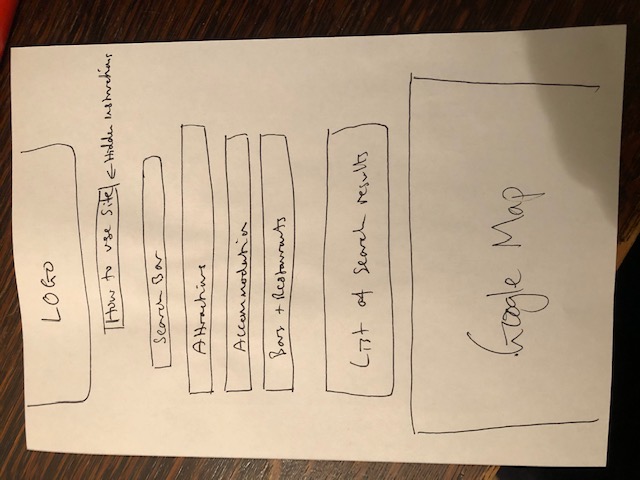 LOGO
How to use Site ← Hidden Instructions
Search Bar
Attractions
Accommodation
Bars + Restaurants
List of Search results
Google Map